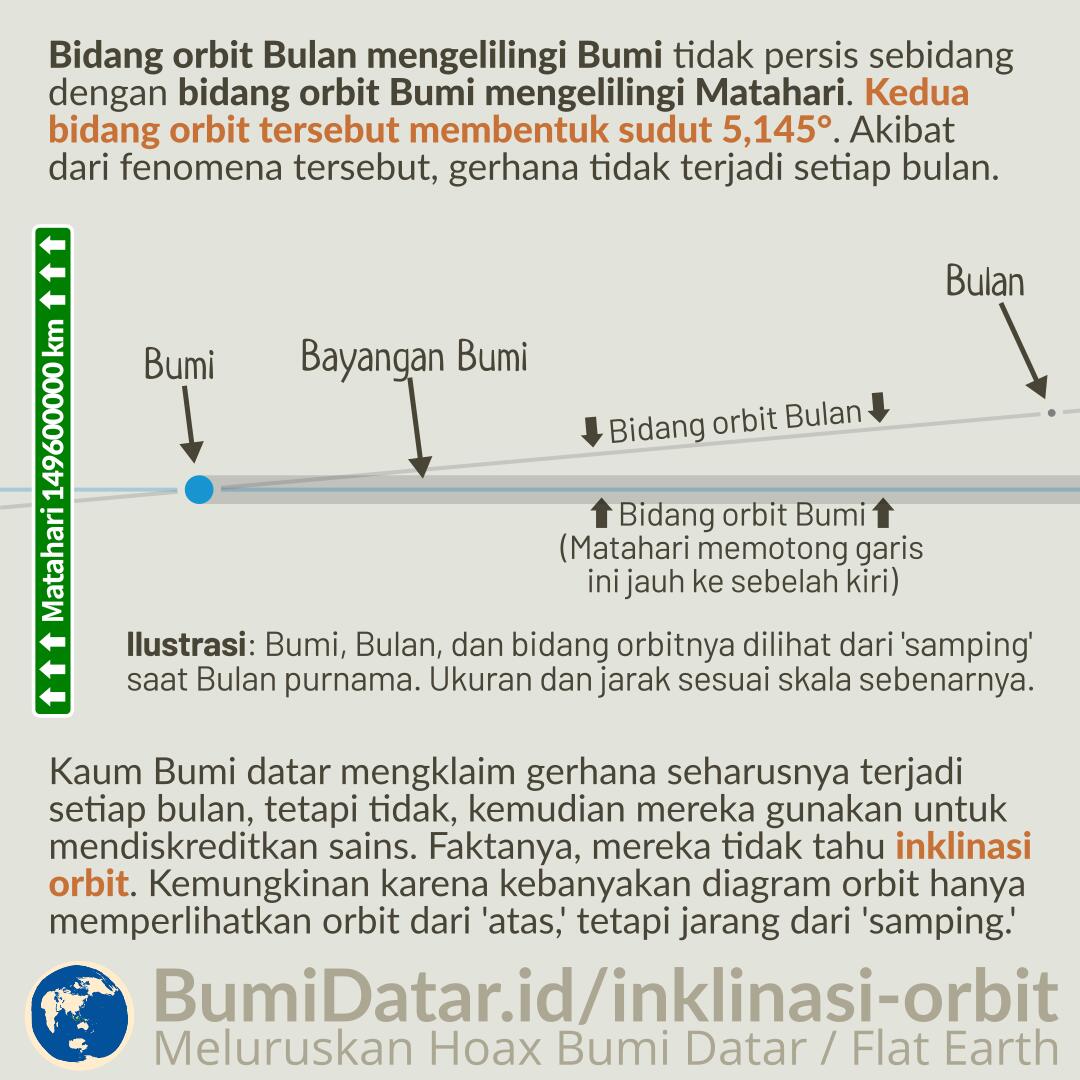 Bidang orbit Bulan mengelilingi Bumi tidak persis sebidang
dengan bidang orbit Bumi mengelilingi Matahari. Kedua
bidang orbit tersebut membentuk sudut 5,145°. Akibat
dari fenomena tersebut, gerhana tidak terjadi setiap bulan.
Matahari 149600000 km
Bulan
Bumi
Bayangan Bumi
Bidang orbit Bulan
Bidang orbit Bumi
(Matahari memotong garis
ini jauh ke sebelah kiri)
Ilustrasi: Bumi, Bulan, dan bidang orbitnya dilihat dari 'samping'
saat Bulan purnama. Ukuran dan jarak sesuai skala sebenarnya.
Kaum Bumi datar mengklaim gerhana seharusnya terjadi
setiap bulan, tetapi tidak, kemudian mereka gunakan untuk
mendiskreditkan sains. Faktanya, mereka tidak tahu inklinasi
orbit. Kemungkinan karena kebanyakan diagram orbit hanya
memperlihatkan orbit dari 'atas,' tetapi jarang dari 'samping.'
BumiDatar.id/inklinasi-orbit
Meluruskan Hoax Bumi Datar / Flat Earth